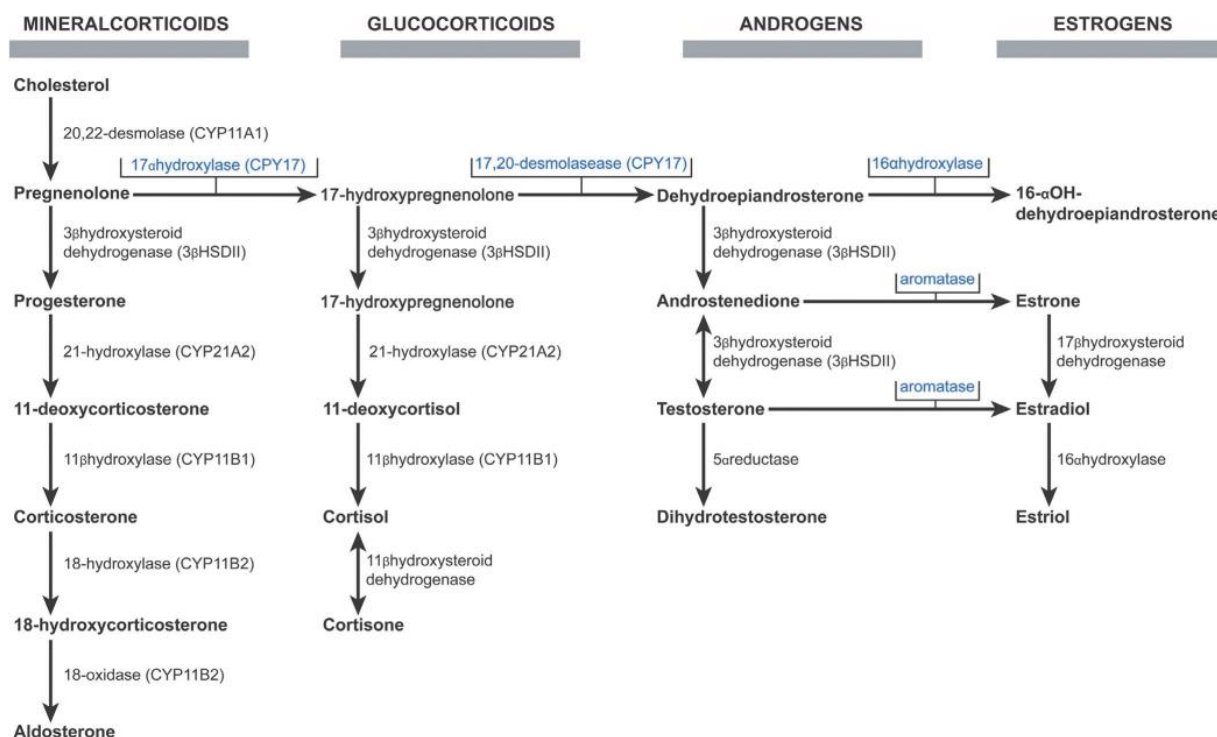 MINERALCORTICOIDS
GLUCOCORTICOIDS
ANDROGENS
ESTROGENS
Cholesterol
20,22-desmolase (CYP11A1)
17αhydroxylase (CPY17)
17,20-desmolasease (CPY17)
16αhydroxylase
Pregnenolone
17-hydroxypregnenolone
Dehydroepiandrosterone
16-αOH-
dehydroepiandrosterone
3βhydroxysteroid
dehydrogenase (3βHSDII)
3βhydroxysteroid
dehydrogenase (3βHSDII)
3βhydroxysteroid
dehydrogenase (3βHSDII)
aromatase
Progesterone
17-hydroxypregnenolone
Androstenedione
Estrone
21-hydroxylase (CYP21A2)
21-hydroxylase (CYP21A2)
3βhydroxysteroid
dehydrogenase (3βHSDII)
17βhydroxysteroid
dehydrogenase
aromatase
11-deoxycorticosterone
11-deoxycortisol
Testosterone
Estradiol
11βhydroxylase (CYP11B1)
11βhydroxylase (CYP11B1)
5αreductase
16αhydroxylase
Corticosterone
Cortisol
Dihydrotestosterone
Estriol
18-hydroxylase (CYP11B2)
11βhydroxysteroid
dehydrogenase
18-hydroxycorticosterone
Cortisone
18-oxidase (CYP11B2)
Aldosterone